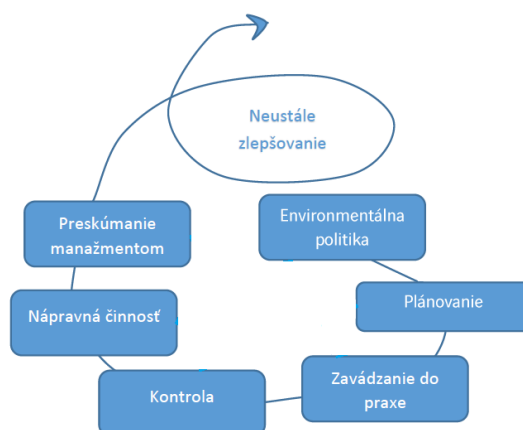 Neustále
zlepšovanie
Preskúmanie
manažmentom
Environmentálna
politika
Nápravná činnosť
Plánovanie
Kontrola
Zavádzanie do
praxe